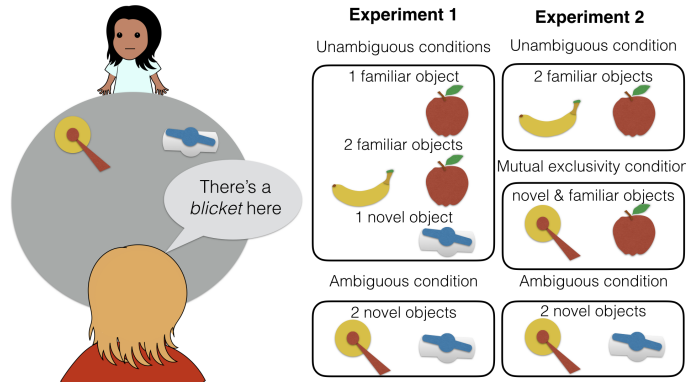 There's a
blicket here
Experiment 1
Unambiguous conditions
1 familiar object
2 familiar objects
1 novel object
Ambiguous condition
2 novel objects
Experiment 2
Unambiguous condition
2 familiar objects
Mutual exclusivity condition
novel & familiar objects
Ambiguous condition
2 novel objects